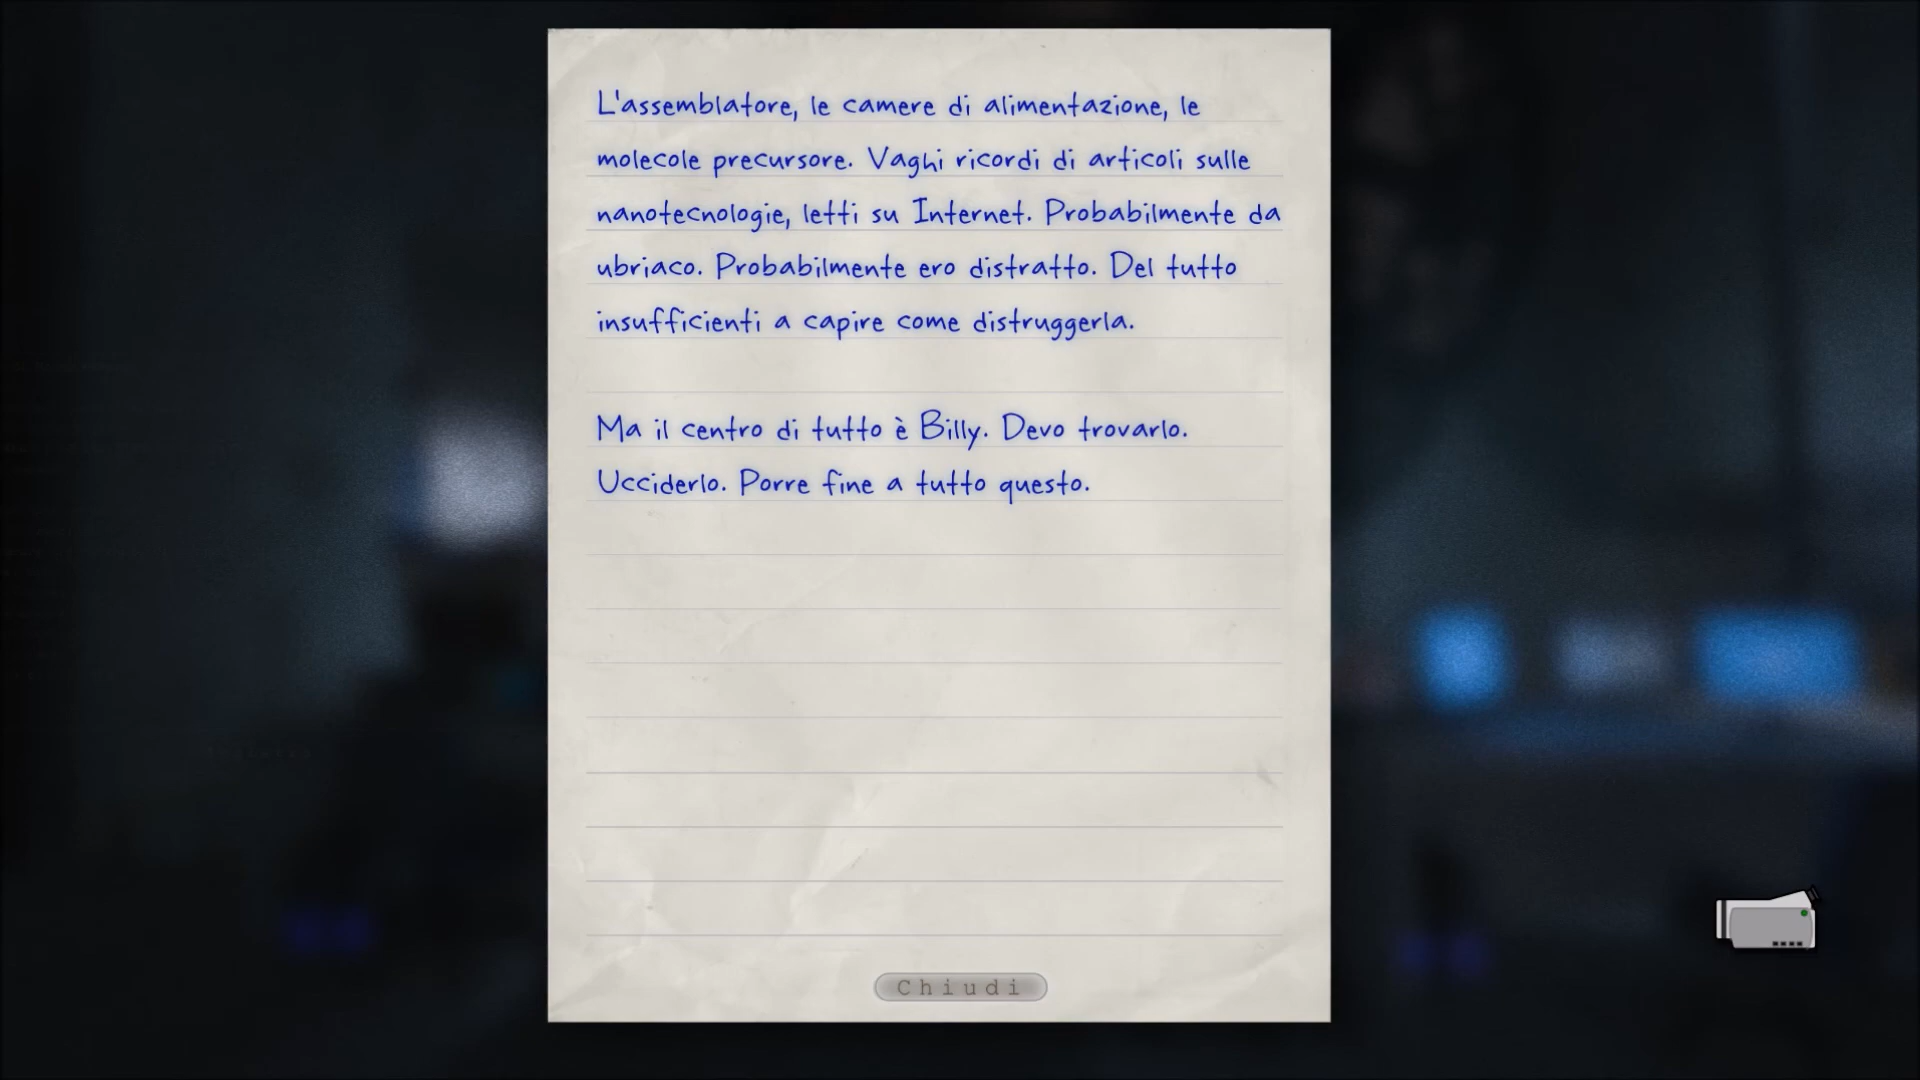 L'assemblatore, le camere di alimentazione, le
molecole precursore. Vaghi ricordi di articoli sulle
nanotecnologie, letti su Internet. Probabilmente da
ubriaco. Probabilmente ero distratto. Del tutto
insufficienti a capire come distruggerla.
Ma il centro di tutto è Billy. Devo trovarlo.
Ucciderlo. Porre fine a tutto questo.
Chiudi